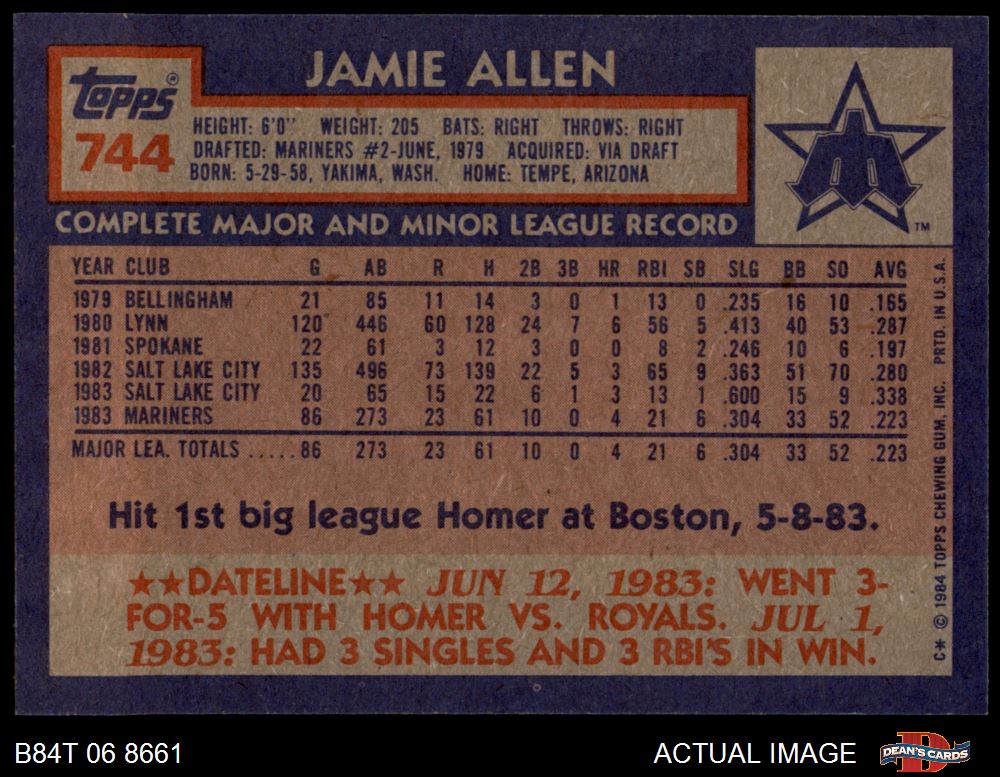 JAMIE ALLEN
Topps®
744
HEIGHT: 6'0" WEIGHT: 205 BATS: RIGHT THROWS: RIGHT
DRAFTED: MARINERS #2-JUNE, 1979 ACQUIRED: VIA DRAFT
BORN: 5-29-58, YAKIMA, WASH. HOME: TEMPE, ARIZONA
TM
COMPLETE MAJOR AND MINOR LEAGUE RECORD
YEAR CLUB G AB R H 2B 3B HR RBI SB SLG BB SO AVG
1979 BELLINGHAM 21 85 11 14 3 0 1 13 0 .235 16 10 .165
1980 LYNN 120 446 60 128 24 7 6 56 5 .413 40 53 .287
1981 SPOKANE 22 61 3 12 3 0 0 8 2 .246 10 6 .197
1982 SALT LAKE CITY 135 496 73 139 22 5 3 65 9 .363 51 70 .280
1983 SALT LAKE CITY 20 65 15 22 6 1 3 13 1 .600 15 9 .338
1983 MARINERS 86 273 23 61 10 0 4 21 6 .304 33 52 .223
MAJOR LEA. TOTALS .....86 273 23 61 10 0 4 21 6 .304 33 52 .223
Hit 1st big league Homer at Boston, 5-8-83.
★★DATELINE★★ JUN 12, 1983: WENT 3-
FOR-5 WITH HOMER VS. ROYALS. JUL 1,
1983: HAD 3 SINGLES AND 3 RBI'S IN WIN.
C* © 1984 TOPPS CHEWING GUM, INC. PRTD. IN U.S.A.
B84T 06 8661
ACTUAL IMAGE
DEAN'S CARDS